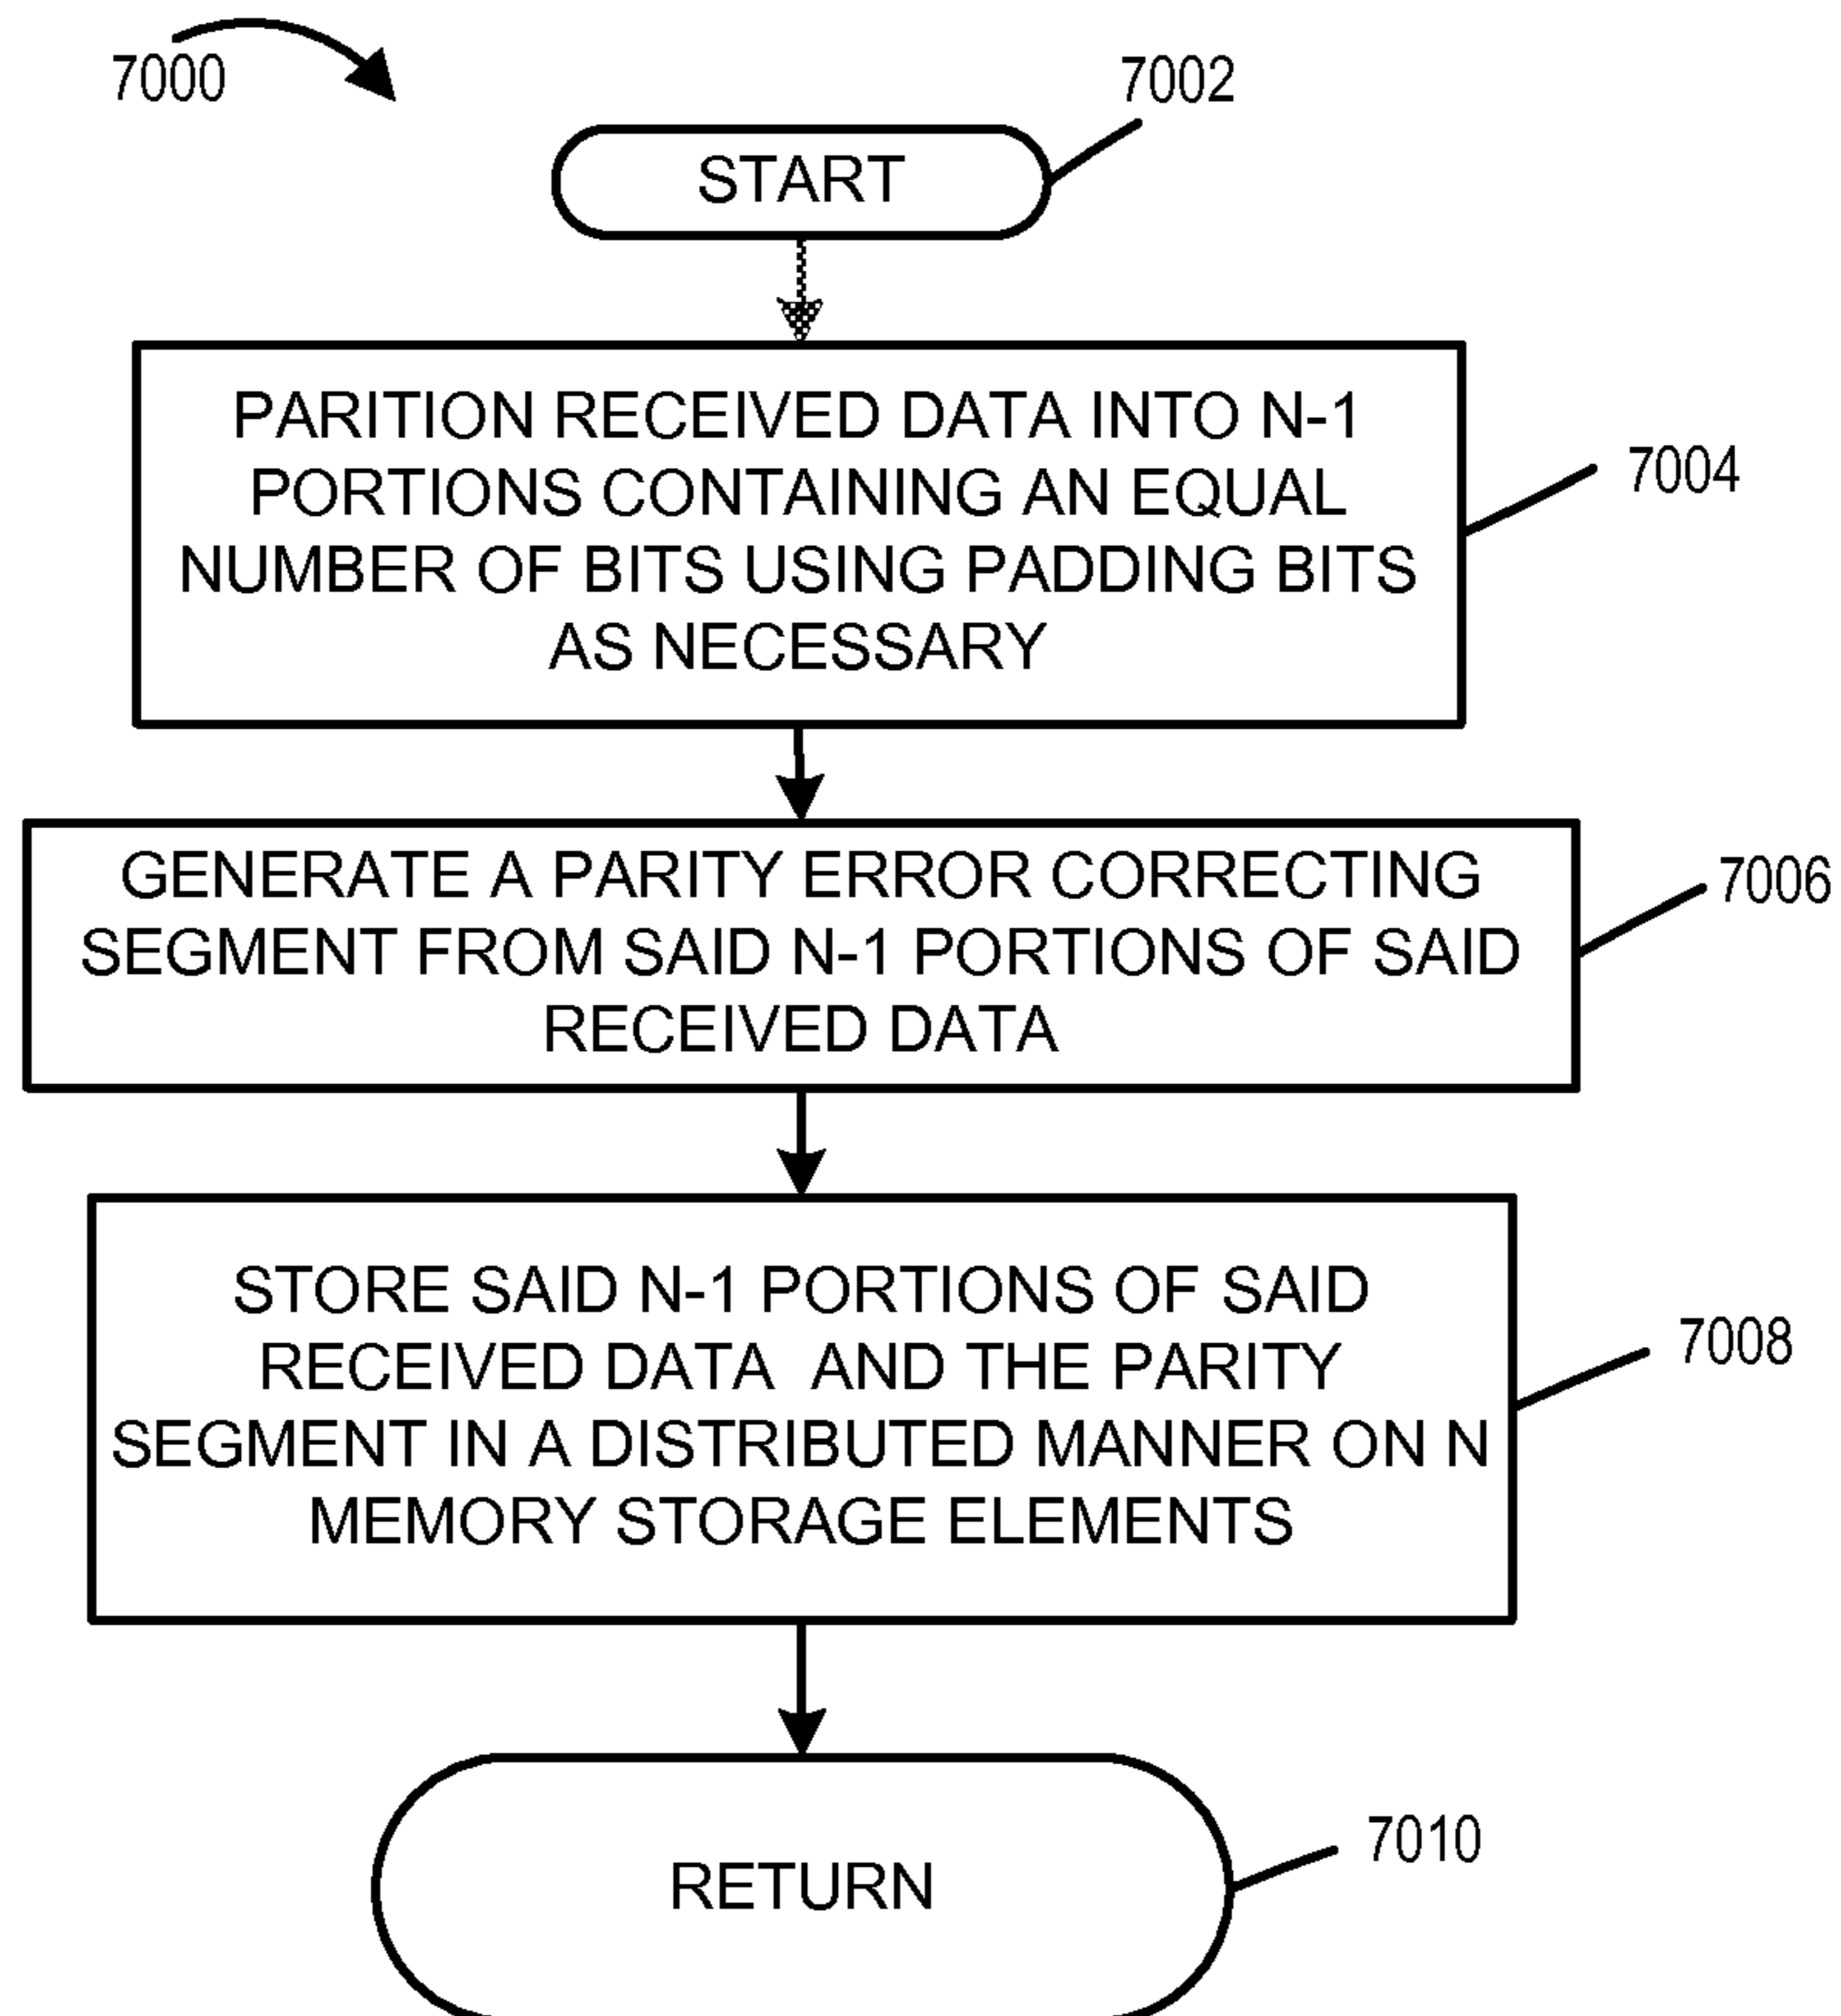 7000
7002
START
PARITION RECEIVED DATA INTO N-1
PORTIONS CONTAINING AN EQUAL
NUMBER OF BITS USING PADDING BITS
AS NECESSARY
7004
GENERATE A PARITY ERROR CORRECTING
SEGMENT FROM SAID N-1 PORTIONS OF SAID
RECEIVED DATA
7006
STORE SAID N-1 PORTIONS OF SAID
RECEIVED DATA AND THE PARITY
SEGMENT IN A DISTRIBUTED MANNER ON N
MEMORY STORAGE ELEMENTS
7008
RETURN
7010